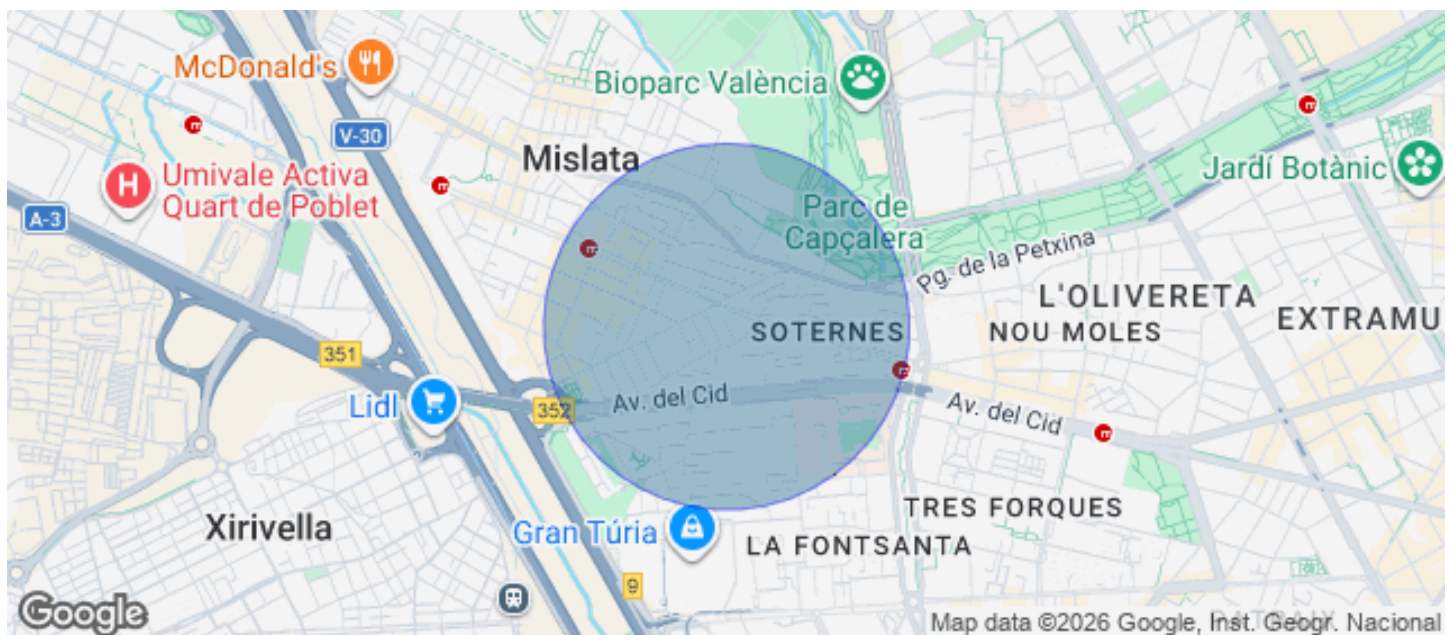 McDonald's
Bioparc València
V-30
Mislata
Jardí Botànic
H
Umivale Activa
Quart de Poblet
A-3
Parc de
Capçalera
Pg. de la Petxina
L'OLIVERETA
EXTRAMU
SOTERNES
NOU MOLES
351
Av. del Cid
Lidl
352
Av. del Cid
TRES FORQUES
Xirivella
Gran Túria
LA FONTSANTA
9
Google
Map data ©2026 Google, Inst. Geogr. Nacional